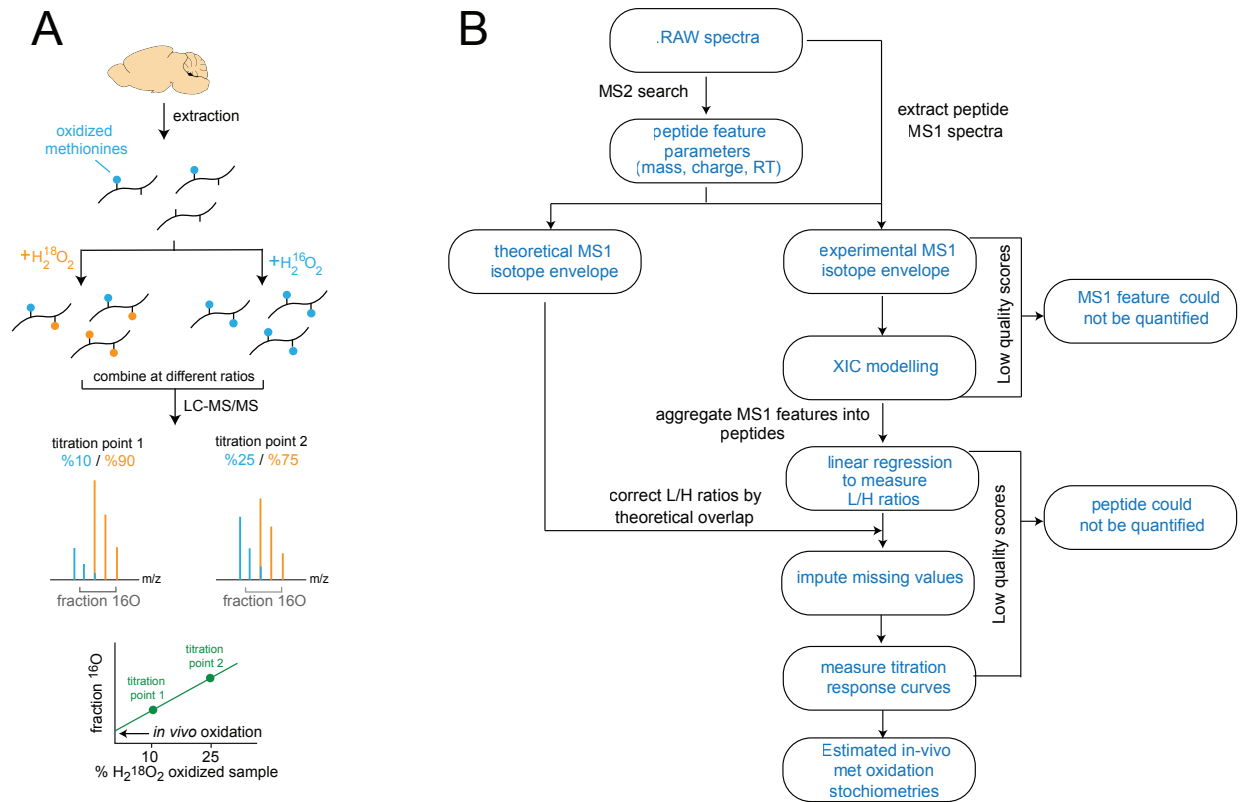 A
extraction
oxidized
methionines
+H₂¹⁸O₂
+H₂¹⁶O₂
combine at different ratios
LC-MS/MS
titration point 1
%10 / %90
titration point 2
%25 / %75
m/z
m/z
fraction 16O
fraction 16O
fraction ¹⁶O
titration
point 1
titration
point 2
in vivo oxidation
10
25
% H₂¹⁸O₂ oxidized sample
B
.RAW spectra
MS2 search
extract peptide
MS1 spectra
peptide feature
parameters
(mass, charge, RT)
theoretical MS1
isotope envelope
experimental MS1
isotope envelope
Low quality scores
MS1 feature could
not be quantified
XIC modelling
aggregate MS1 features into
peptides
linear regression
to measure
L/H ratios
correct L/H ratios by
theoretical overlap
Low quality scores
peptide could
not be quantified
impute missing values
measure titration
response curves
Estimated in-vivo
met oxidation
stochiometries